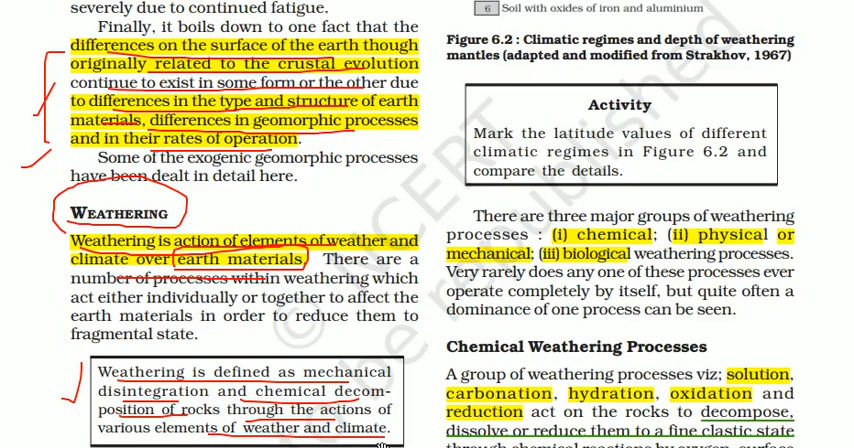 severely due to continued fatigue.
Finally, it boils down to one fact that the
differences on the surface of the earth though
originally related to the crustal evolution
continue to exist in some form or the other due
to differences in the type and structure of earth
materials, differences in geomorphic processes
and in their rates of operation.
Some of the exogenic geomorphic processes
have been dealt in detail here.
WEATHERING
Weathering is action of elements of weather and
climate over earth materials. There are a
number of processes within weathering which
act either individually or together to affect the
earth materials in order to reduce them to
fragmental state.
Weathering is defined as mechanical
disintegration and chemical decom-
position of rocks through the actions of
various elements of weather and climate.
6 Soil with oxides of iron and aluminium
Figure 6.2 : Climatic regimes and depth of weathering
mantles (adapted and modified from Strakhov, 1967)
Activity
Mark the latitude values of different
climatic regimes in Figure 6.2 and
compare the details.
There are three major groups of weathering
processes : (i) chemical; (ii) physical or
mechanical; (iii) biological weathering processes.
Very rarely does any one of these processes ever
operate completely by itself, but quite often a
dominance of one process can be seen.
Chemical Weathering Processes
A group of weathering processes viz; solution,
carbonation, hydration, oxidation and
reduction act on the rocks to decompose,
dissolve or reduce them to a fine clastic state
through chemical reactions by oxygen, surface
© NCERT
be republished